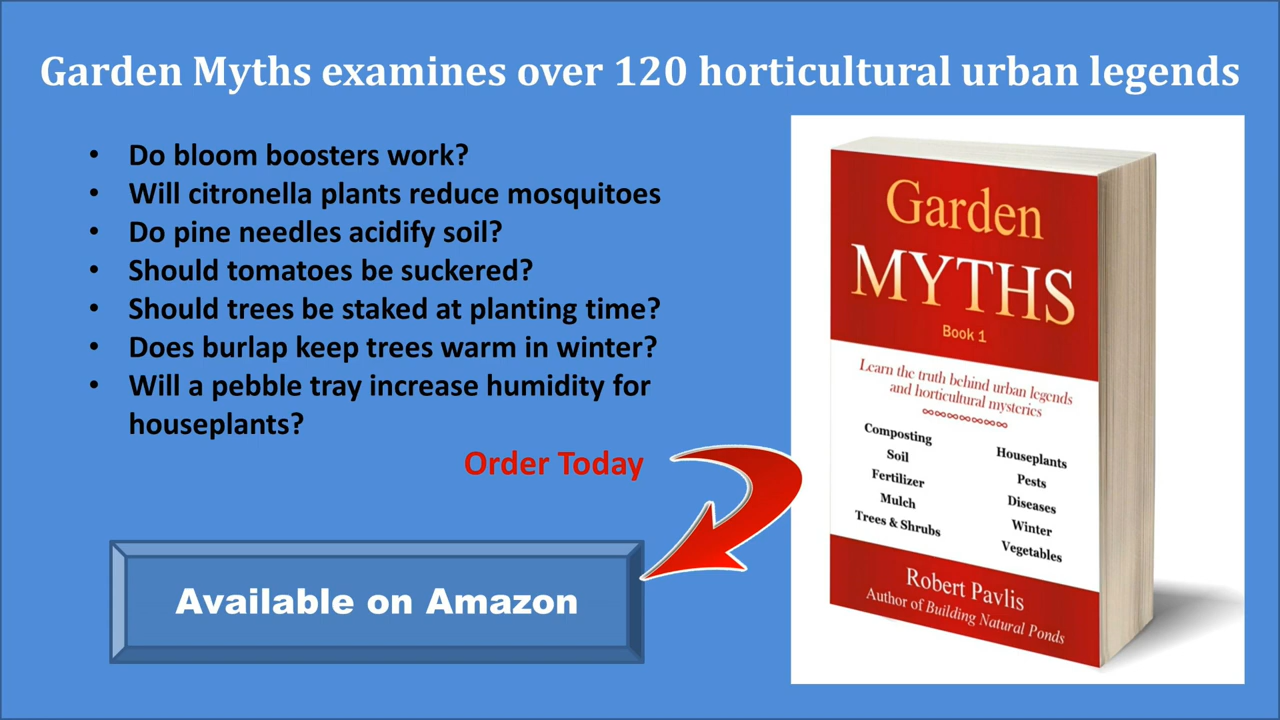 Garden Myths examines over 120 horticultural urban legends
• Do bloom boosters work?
• Will citronella plants reduce mosquitoes
• Do pine needles acidify soil?
• Should tomatoes be suckered?
• Should trees be staked at planting time?
• Does burlap keep trees warm in winter?
• Will a pebble tray increase humidity for
houseplants?
Order Today
Available on Amazon
Garden
MYTHS
Book 1
Learn the truth behind urban legends
and horticultural mysteries
Composting
Soil
Fertilizer
Mulch
Trees & Shrubs
Houseplants
Pests
Diseases
Winter
Vegetables
Robert Pavlis
Author of Building Natural Ponds